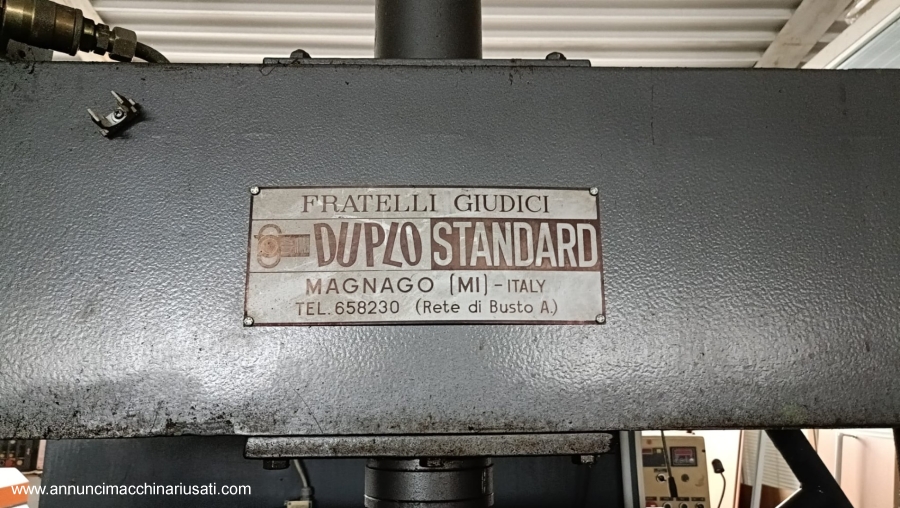 FRATELLI GIUDICI
DUPLO STANDARD
MAGNAGO (MI) - ITALY
TEL. 658230 (Rete di Busto A.)
www.annuncimacchinariusati.com